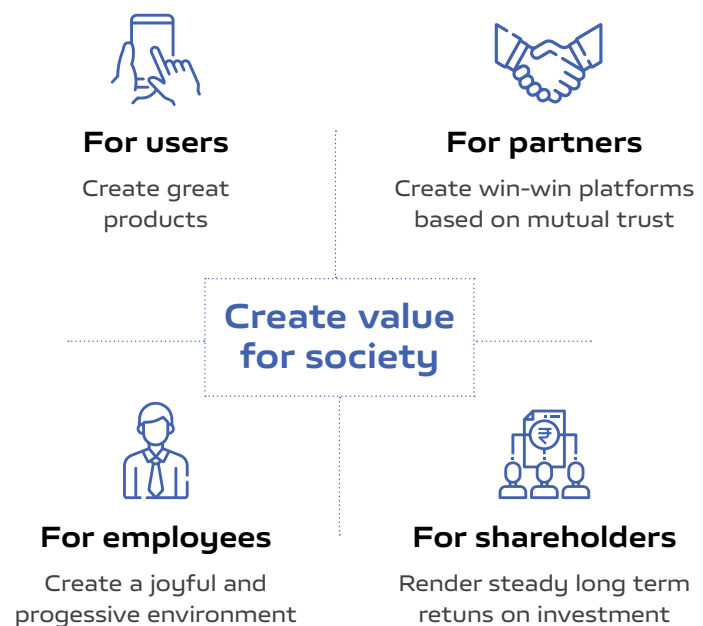 For users
Create great
products
For partners
Create win-win platforms
based on mutual trust
Create value
for society
For employees
Create a joyful and
progessive environment
For shareholders
₹
Render steady long term
retuns on investment